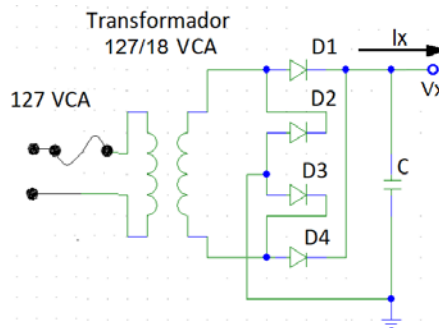 Transformador
127/18 VCA
127 VCA
D1
Ix
Vx
D2
D3
C
D4